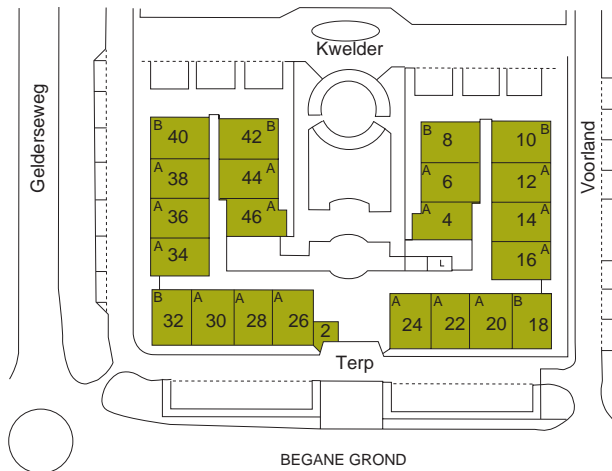 Kwelder
Gelderseweg
Voorland
B 40
42 B
B 8
10 B
A 38
44 A
A 6
12 A
A 36
46 A
A 4
14 A
A 34
16 A
L
B 32
A 30
A 28
A 26
2
A 24
A 22
A 20
B 18
Terp
BEGANE GROND